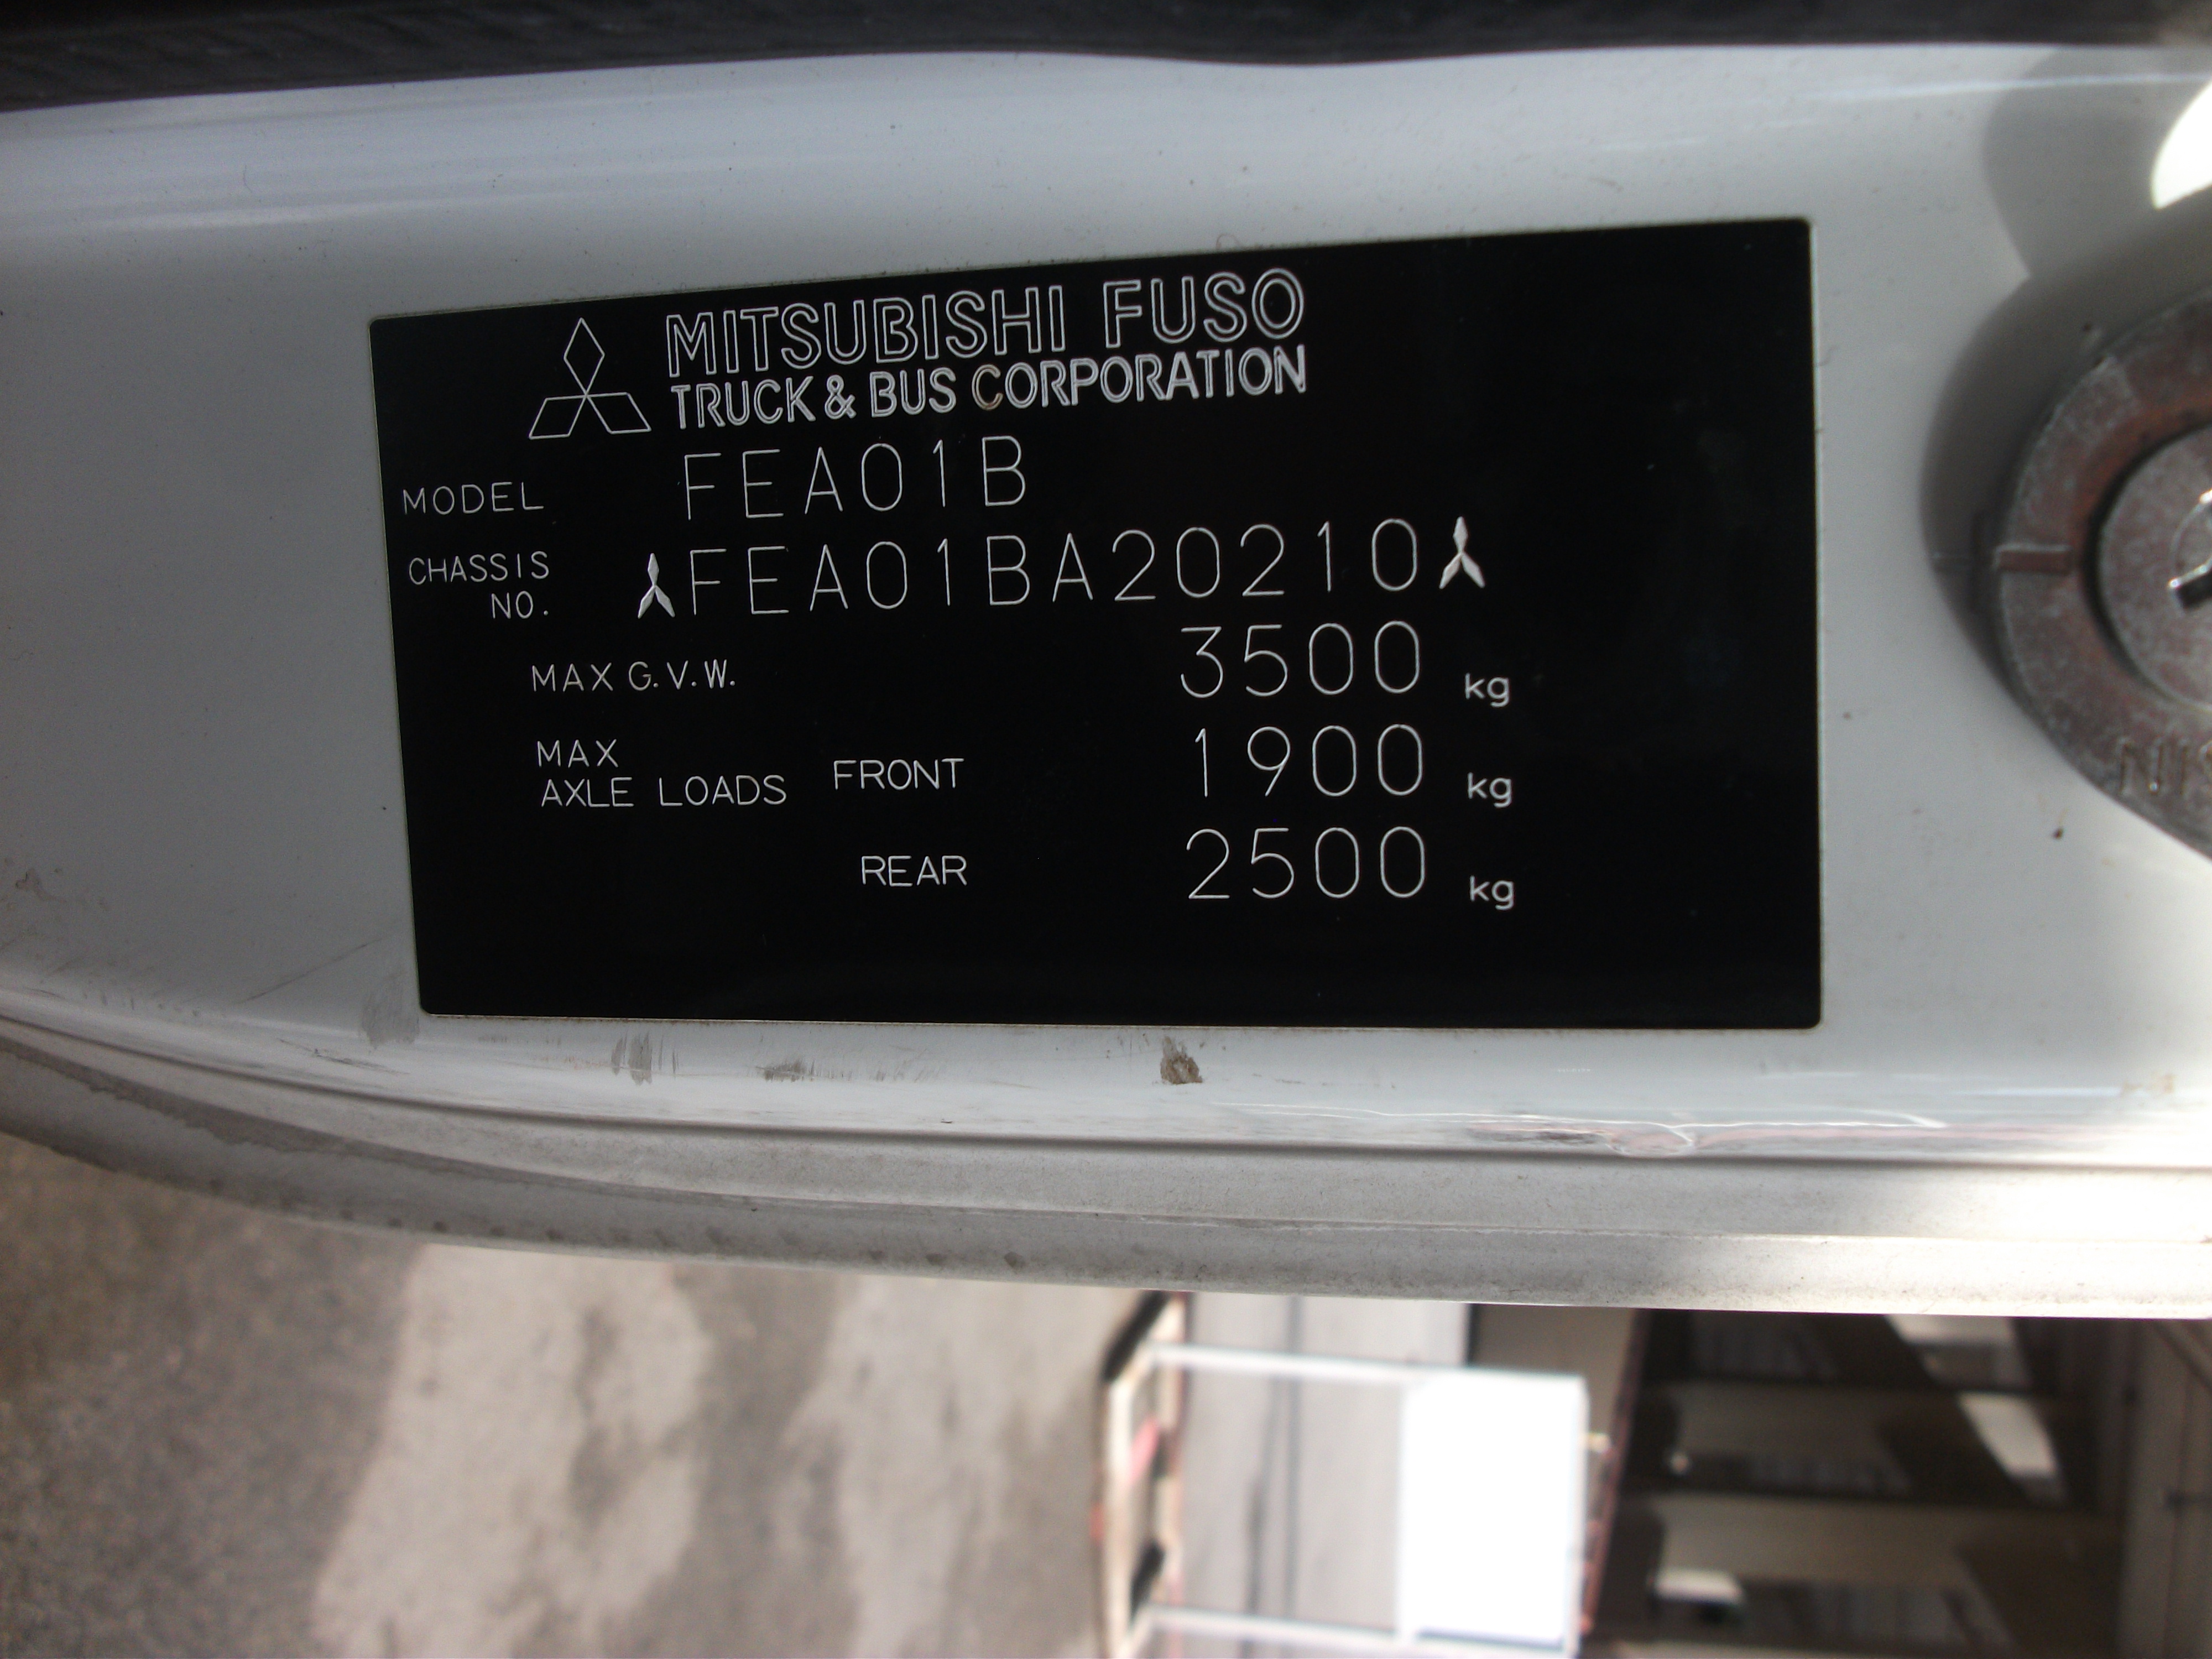 MITSUBISHI FUSO
TRUCK & BUS CORPORATION
MODEL FEA01B
CHASSIS NO. FEA01BA20210
MAX G.V.W. 3500 kg
MAX AXLE LOADS FRONT 1900 kg
REAR 2500 kg